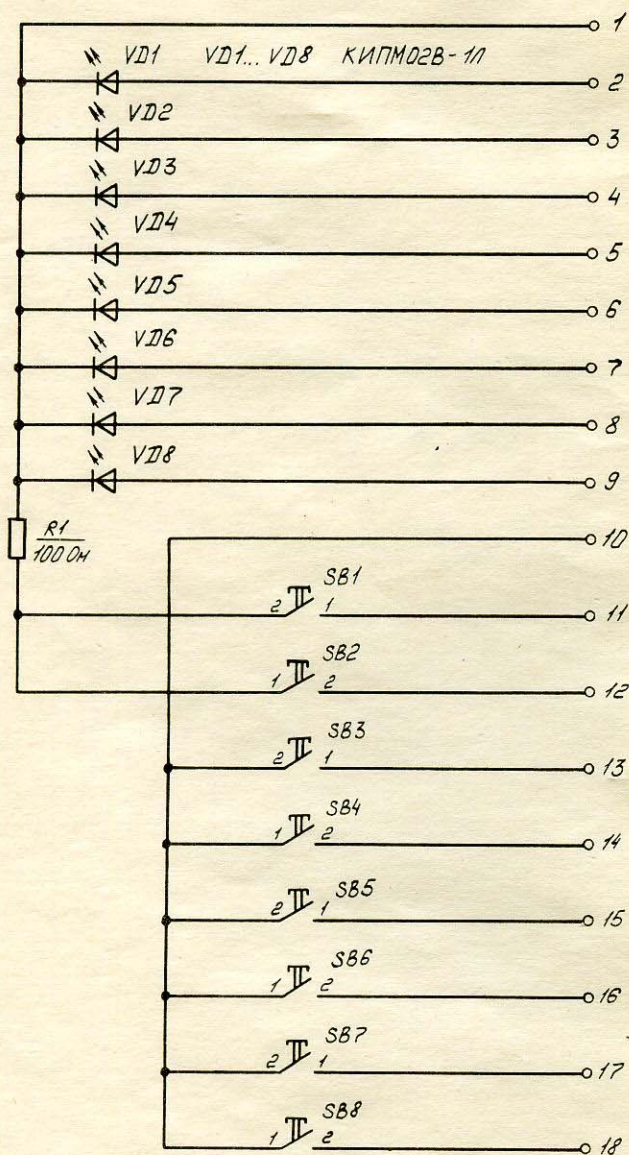 1
VD1 VD1...VD8 КИПМ02В-1Л
2
VD2
3
VD3
4
VD4
5
VD5
6
VD6
7
VD7
8
VD8
9
R1
100 Ом
10
SB1
2 1
11
SB2
1 2
12
SB3
2 1
13
SB4
1 2
14
SB5
2 1
15
SB6
1 2
16
SB7
2 1
17
SB8
1 2
18